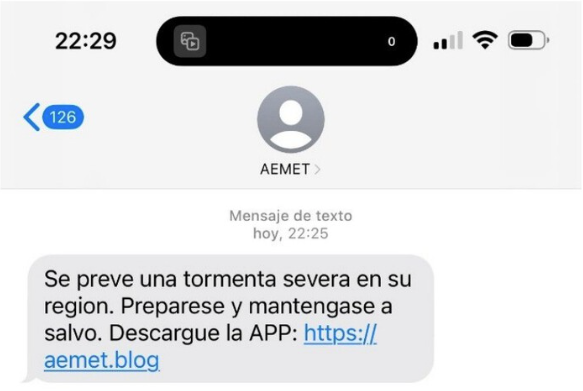 22:29
0
126
AEMET
Mensaje de texto
hoy, 22:25
Se preve una tormenta severa en su
region. Preparese y mantengase a
salvo. Descargue la APP: https://
aemet.blog